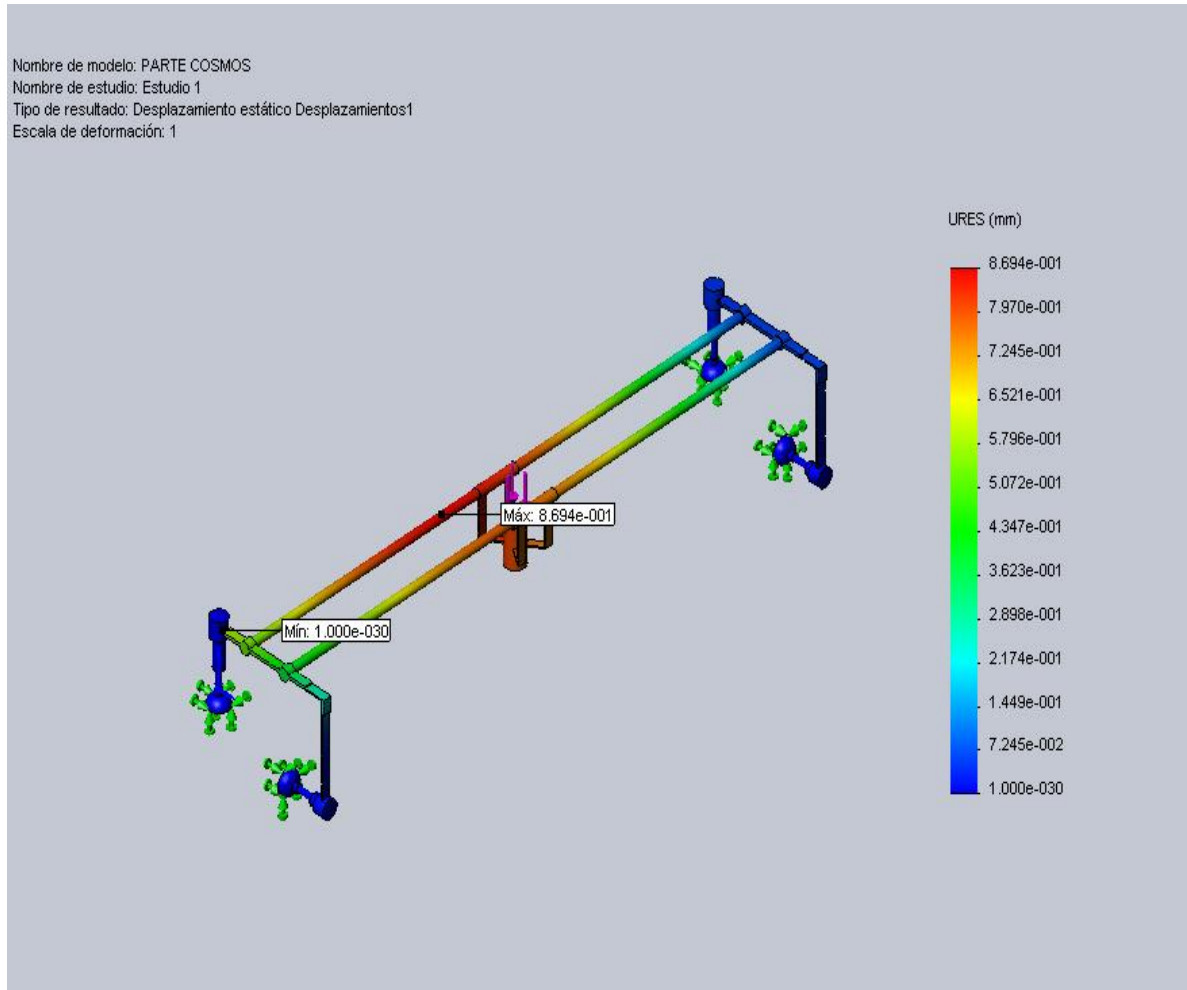 Nombre de modelo: PARTE COSMOS
Nombre de estudio: Estudio 1
Tipo de resultado: Desplazamiento estático Desplazamientos1
Escala de deformación: 1
URES (mm)
8.694e-001
7.970e-001
7.245e-001
6.521e-001
5.796e-001
5.072e-001
4.347e-001
3.623e-001
2.898e-001
2.174e-001
1.449e-001
7.245e-002
1.000e-030
Máx: 8.694e-001
Mín: 1.000e-030